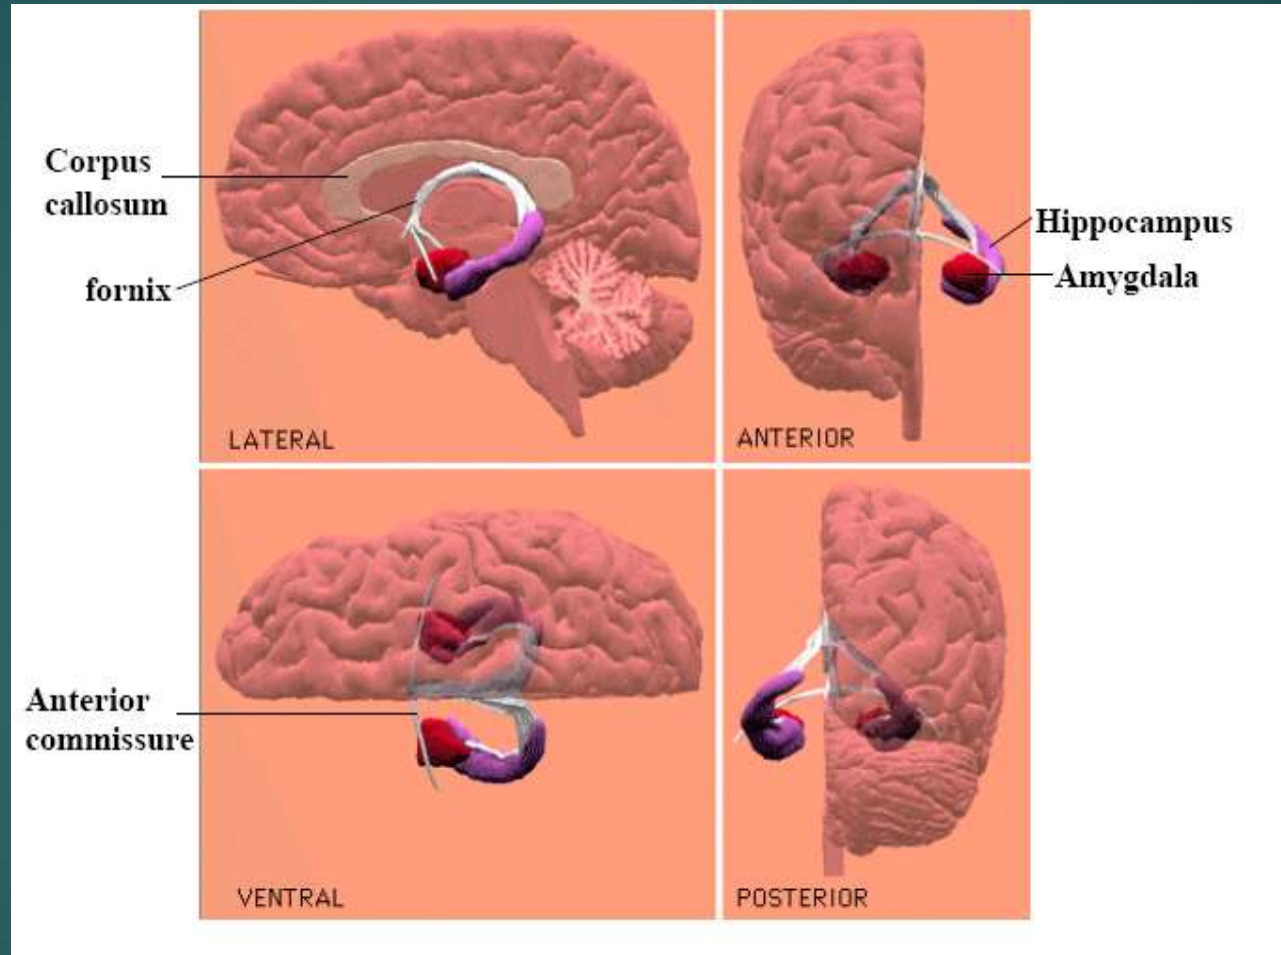 Corpus
callosum
fornix
LATERAL
ANTERIOR
Hippocampus
Amygdala
Anterior
commissure
VENTRAL
POSTERIOR